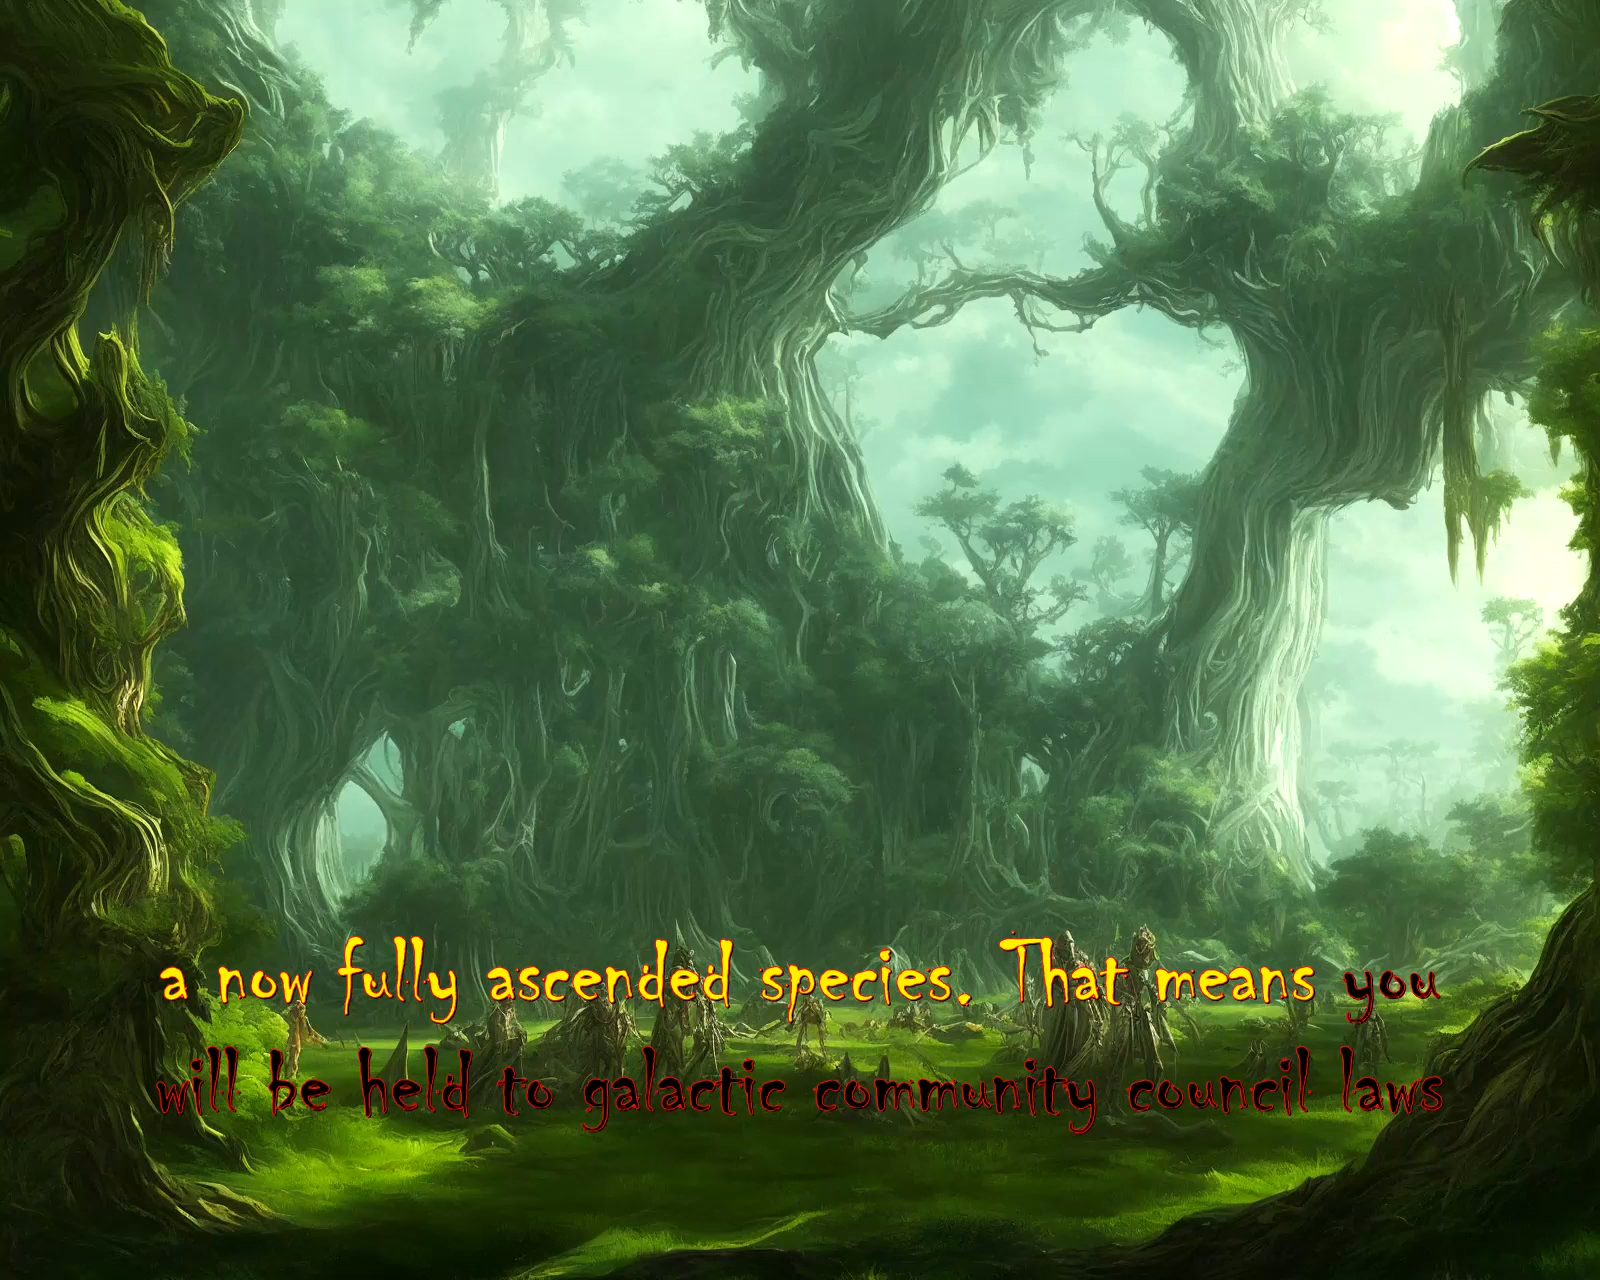 a now fully ascended species. That means you
will be held to galactic community council laws